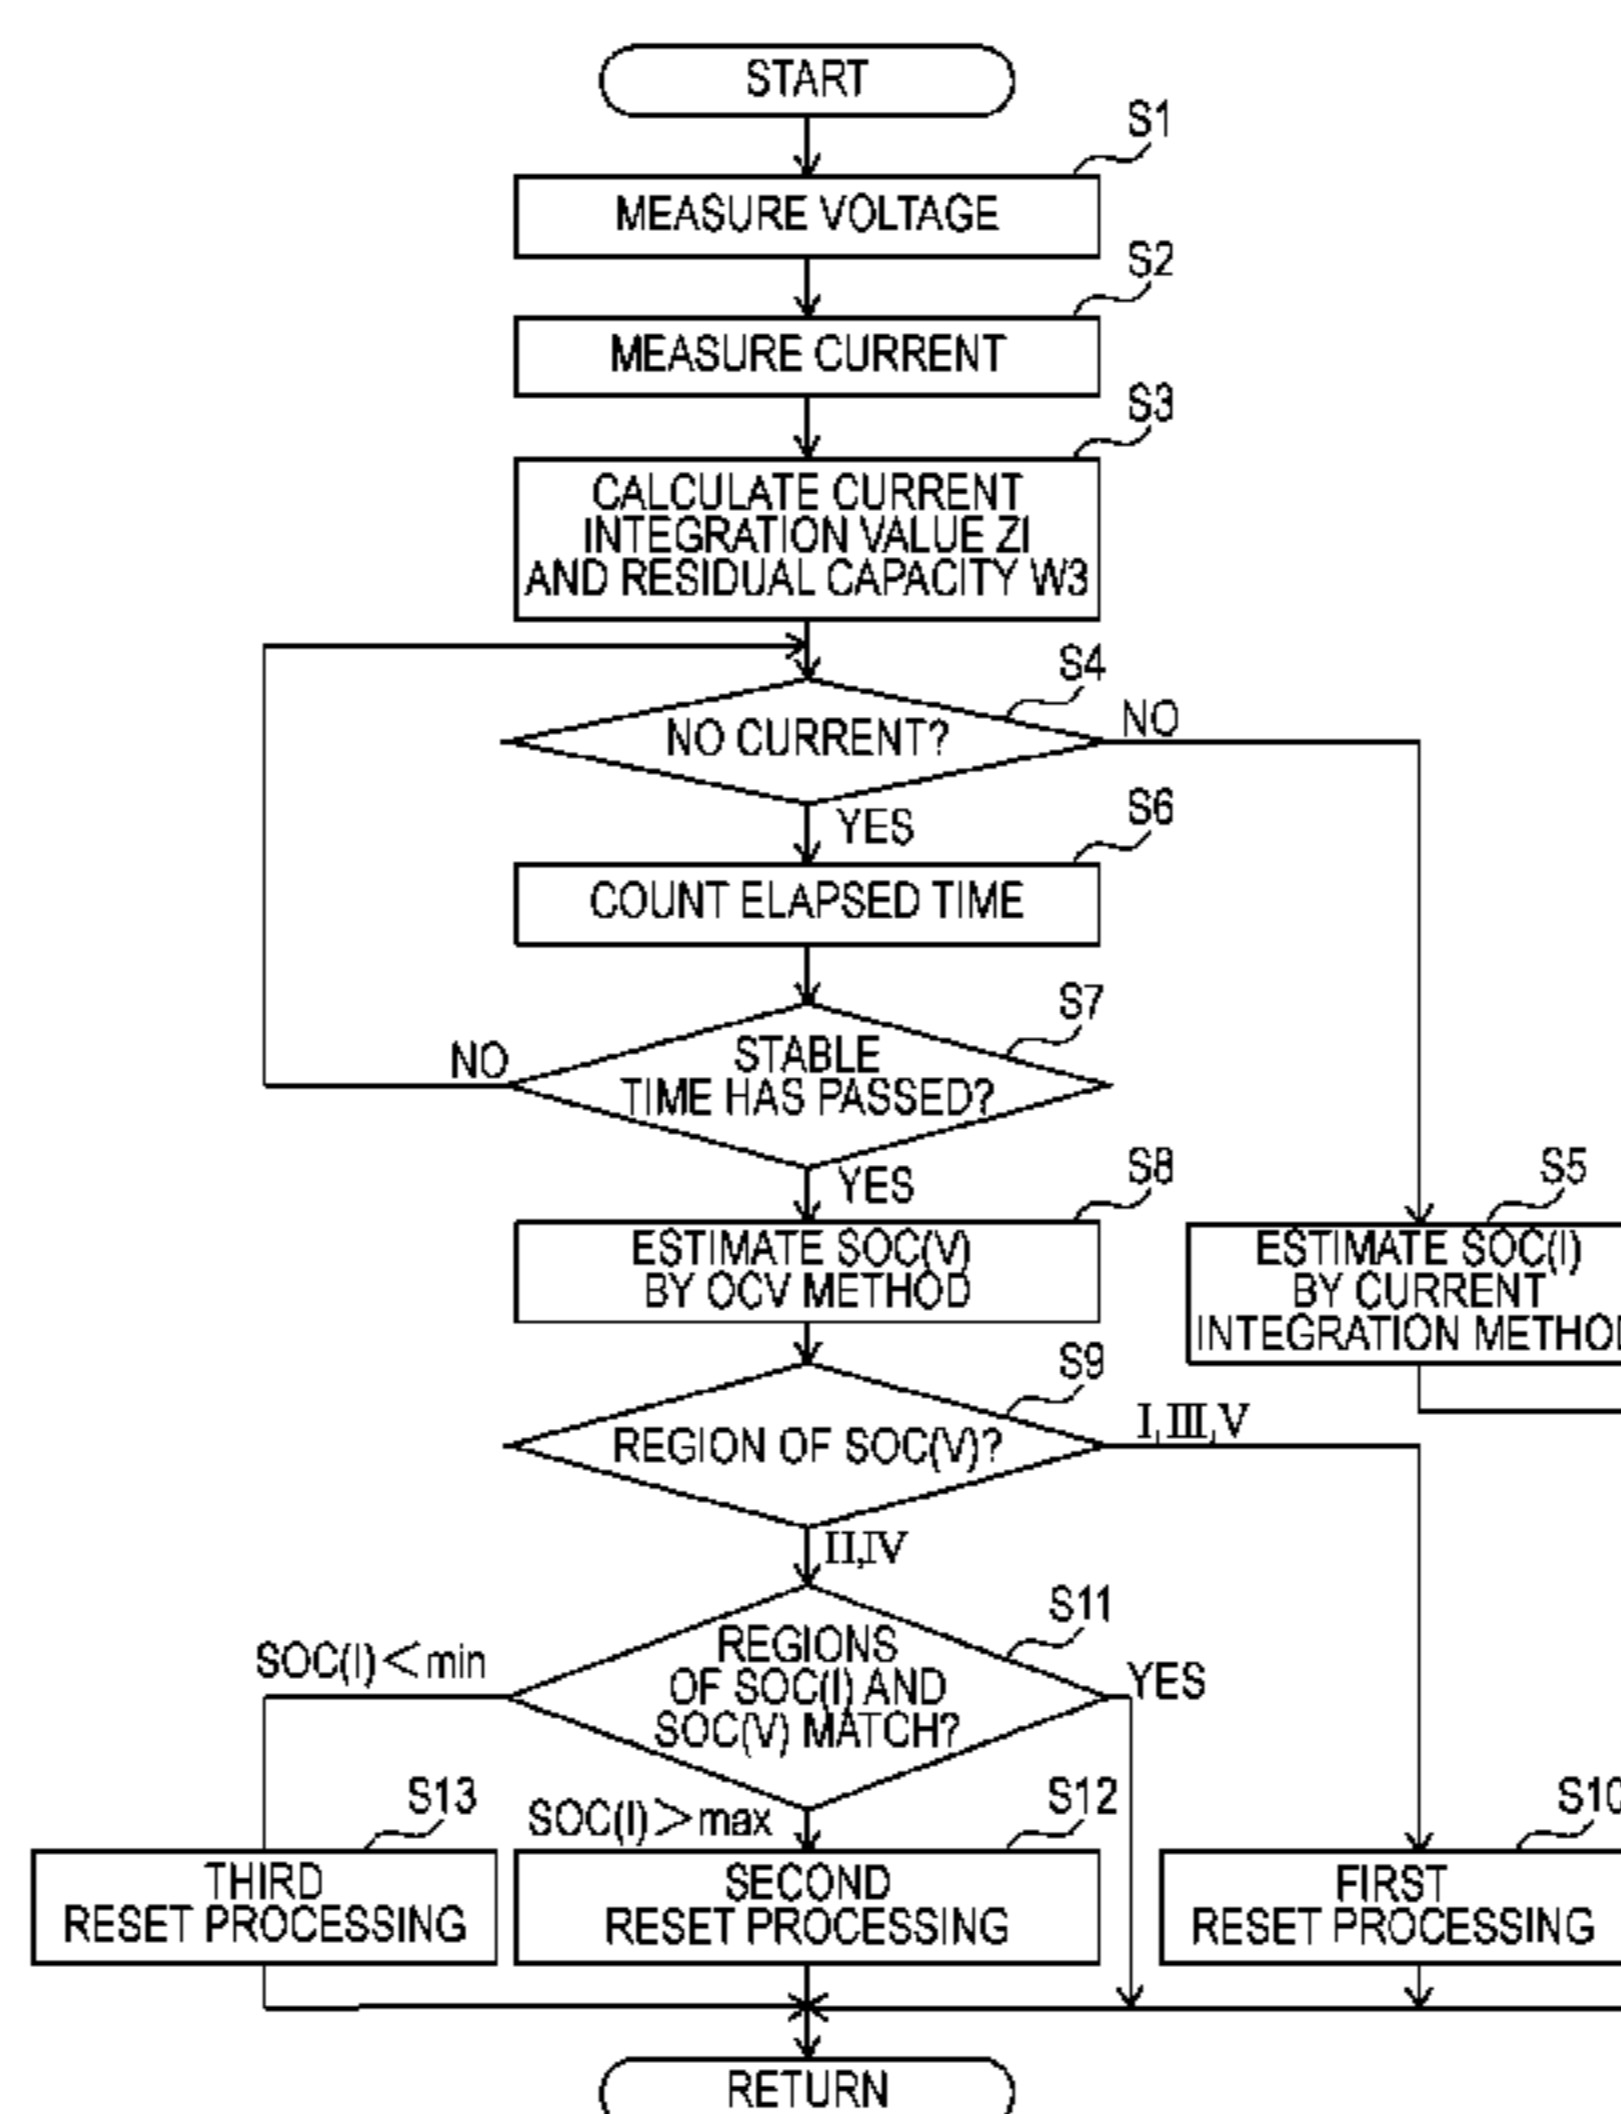 START
S1
MEASURE VOLTAGE
S2
MEASURE CURRENT
S3
CALCULATE CURRENT
INTEGRATION VALUE ZI
AND RESIDUAL CAPACITY W3
S4
NO CURRENT?
NO
YES
S6
COUNT ELAPSED TIME
S7
STABLE
TIME HAS PASSED?
NO
YES
S8
ESTIMATE SOC(V)
BY OCV METHOD
S5
ESTIMATE SOC(I)
BY CURRENT
INTEGRATION METHOD
S9
REGION OF SOC(V)?
I,III,V
II,IV
S11
REGIONS
OF SOC(I) AND
SOC(V) MATCH?
SOC(I)<min
YES
SOC(I)>max
S13
THIRD
RESET PROCESSING
S12
SECOND
RESET PROCESSING
S10
FIRST
RESET PROCESSING
RETURN